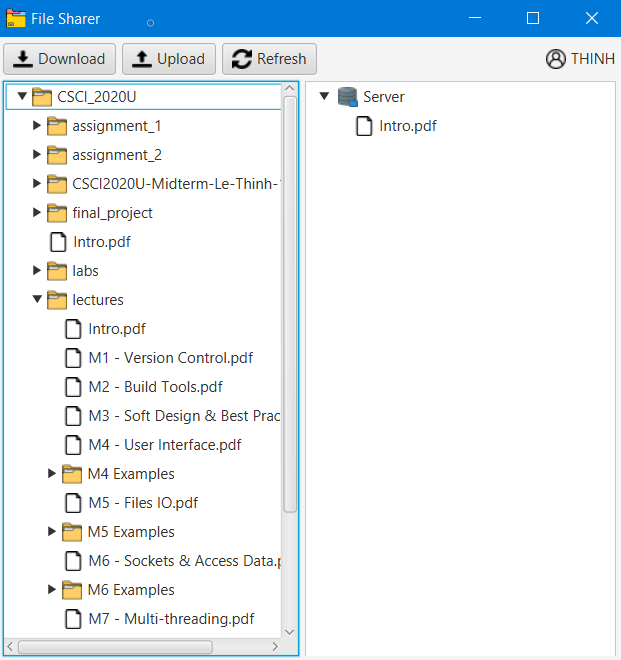 File Sharer
Download Upload Refresh THINH
CSCI_2020U
assignment_1
assignment_2
CSCI2020U-Midterm-Le-Thinh-
final_project
Intro.pdf
labs
lectures
Intro.pdf
M1 - Version Control.pdf
M2 - Build Tools.pdf
M3 - Soft Design & Best Prac
M4 - User Interface.pdf
M4 Examples
M5 - Files IO.pdf
M5 Examples
M6 - Sockets & Access Data.p
M6 Examples
M7 - Multi-threading.pdf
Server
Intro.pdf